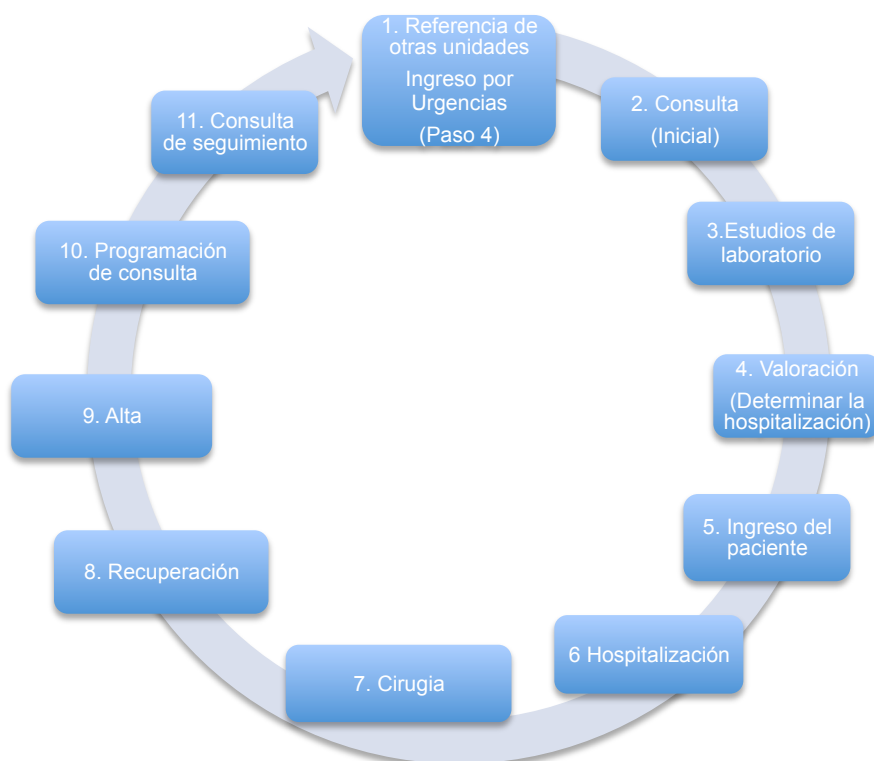 1. Referencia de
otras unidades
Ingreso por
Urgencias
(Paso 4)
2. Consulta
(Inicial)
3.Estudios de
laboratorio
4. Valoración
(Determinar la
hospitalización)
5. Ingreso del
paciente
6 Hospitalización
7. Cirugia
8. Recuperación
9. Alta
10. Programación
de consulta
11. Consulta
de seguimiento